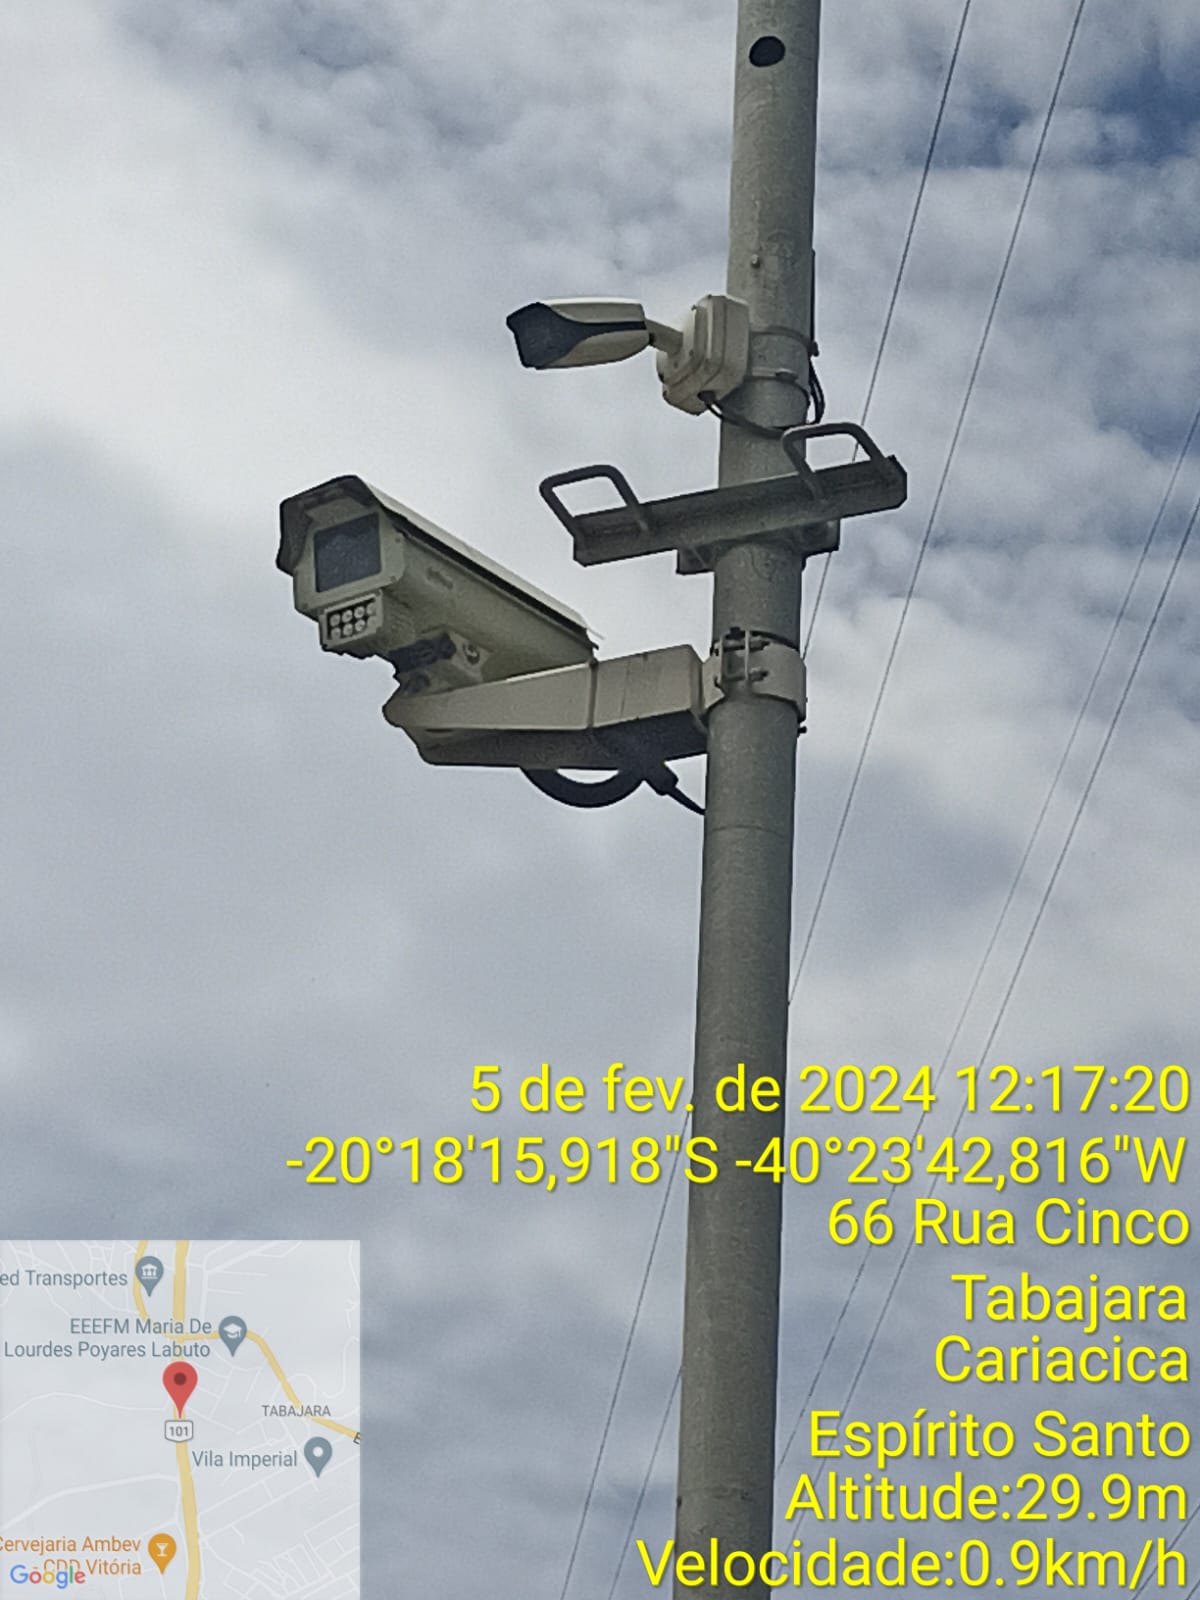 5 de fev. de 2024 12:17:20
-20°18'15,918"S -40°23'42,816"W
66 Rua Cinco
Tabajara
Cariacica
Espírito Santo
Altitude:29.9m
Velocidade:0.9km/h
ed Transportes
EEEFM Maria De
Lourdes Poyares Labuto
101
TABAJARA
Vila Imperial
Cervejaria Ambev
- CDD Vitória
Google